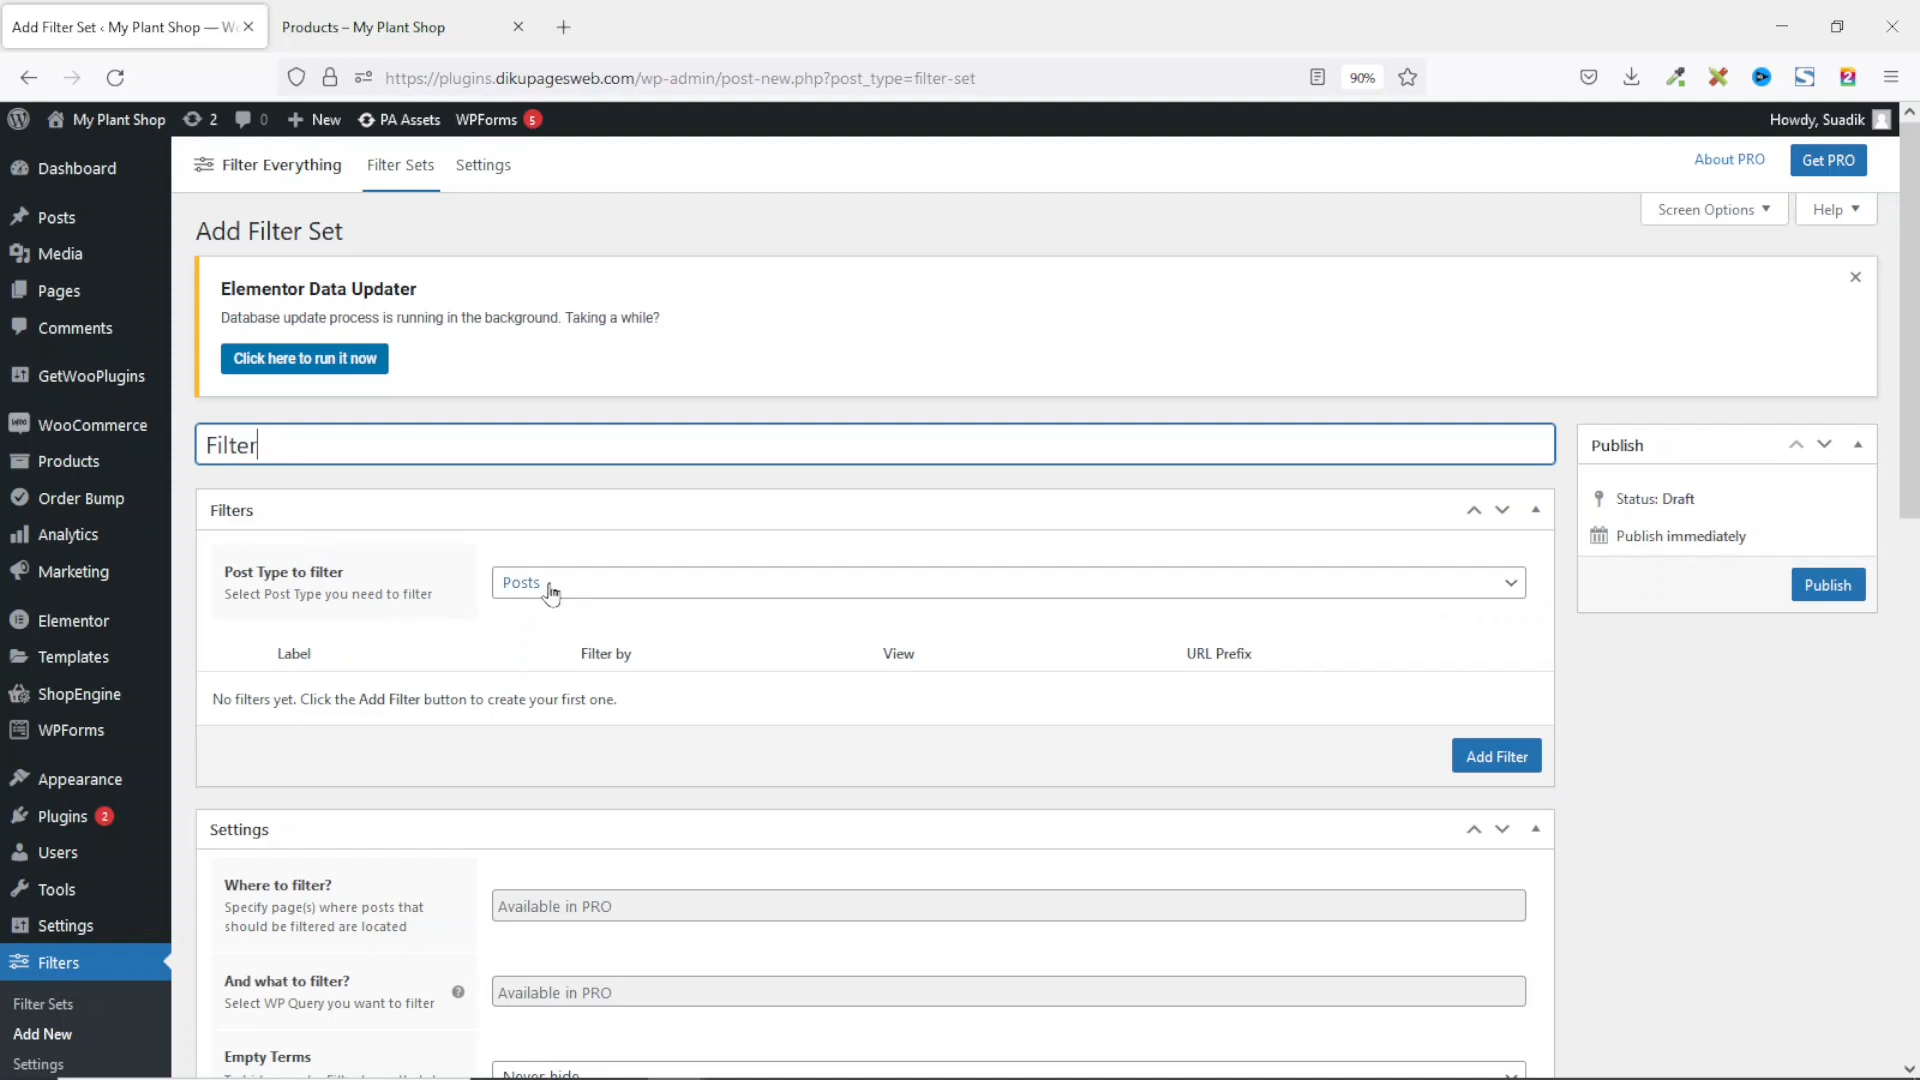 Add Filter Set ‹ My Plant Shop — W
Products – My Plant Shop
https://plugins.dikupagesweb.com/wp-admin/post-new.php?post_type=filter-set
90%
2
My Plant Shop
2
0
New
PA Assets
WPForms 5
Howdy, Suadik
Dashboard
Posts
Media
Pages
Comments
GetWooPlugins
WooCommerce
Products
Order Bump
Analytics
Marketing
Elementor
Templates
ShopEngine
WPForms
Appearance
Plugins 2
Users
Tools
Settings
Filters
Filter Sets
Add New
Settings
Filter Everything
Filter Sets
Settings
About PRO
Get PRO
Screen Options
Help
Add Filter Set
Elementor Data Updater
Database update process is running in the background. Taking a while?
Click here to run it now
Filter
Filters
Post Type to filter
Select Post Type you need to filter
Posts
Label
Filter by
View
URL Prefix
No filters yet. Click the Add Filter button to create your first one.
Add Filter
Settings
Where to filter?
Specify page(s) where posts that
should be filtered are located
Available in PRO
And what to filter?
Select WP Query you want to filter
Available in PRO
Empty Terms
Never hide
Publish
Status: Draft
Publish immediately
Publish